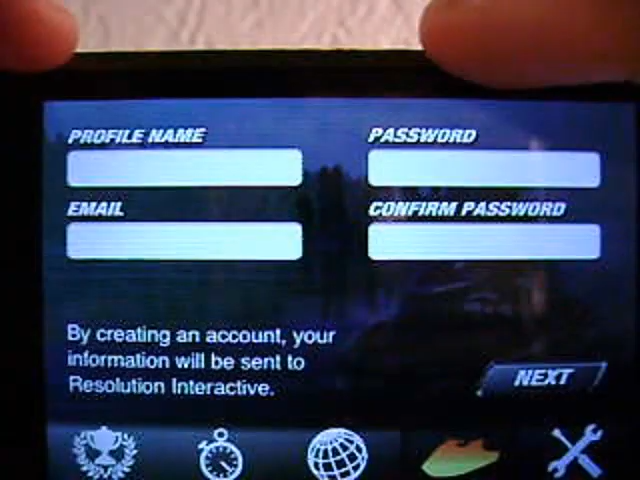 PROFILE NAME
PASSWORD
EMAIL
CONFIRM PASSWORD
By creating an account, your
information will be sent to
Resolution Interactive.
NEXT